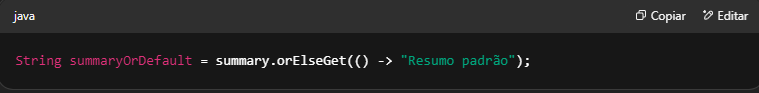 java
Copiar
Editar
String summaryOrDefault = summary.orElseGet(() -> "Resumo padrão");